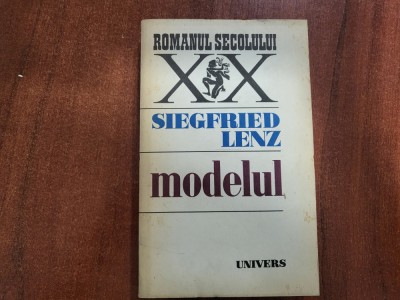 ROMANUL SECOLULUI
XX
SIEGFRIED
LENZ
modelul
UNIVERS